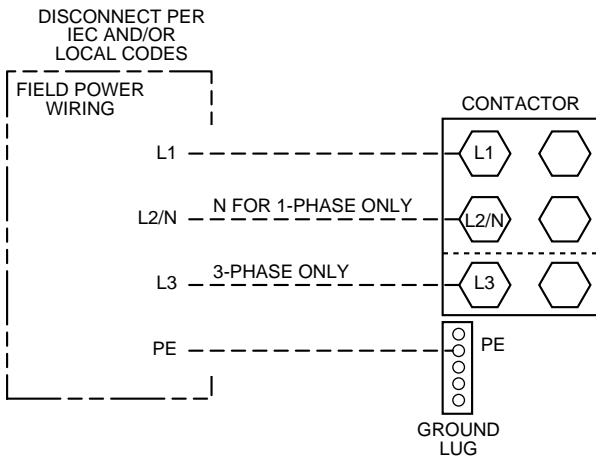 DISCONNECT PER
IEC AND/OR
LOCAL CODES
FIELD POWER
WIRING
CONTACTOR
L1
L1
L2/N
N FOR 1-PHASE ONLY
L2/N
L3
3-PHASE ONLY
L3
PE
PE
GROUND
LUG